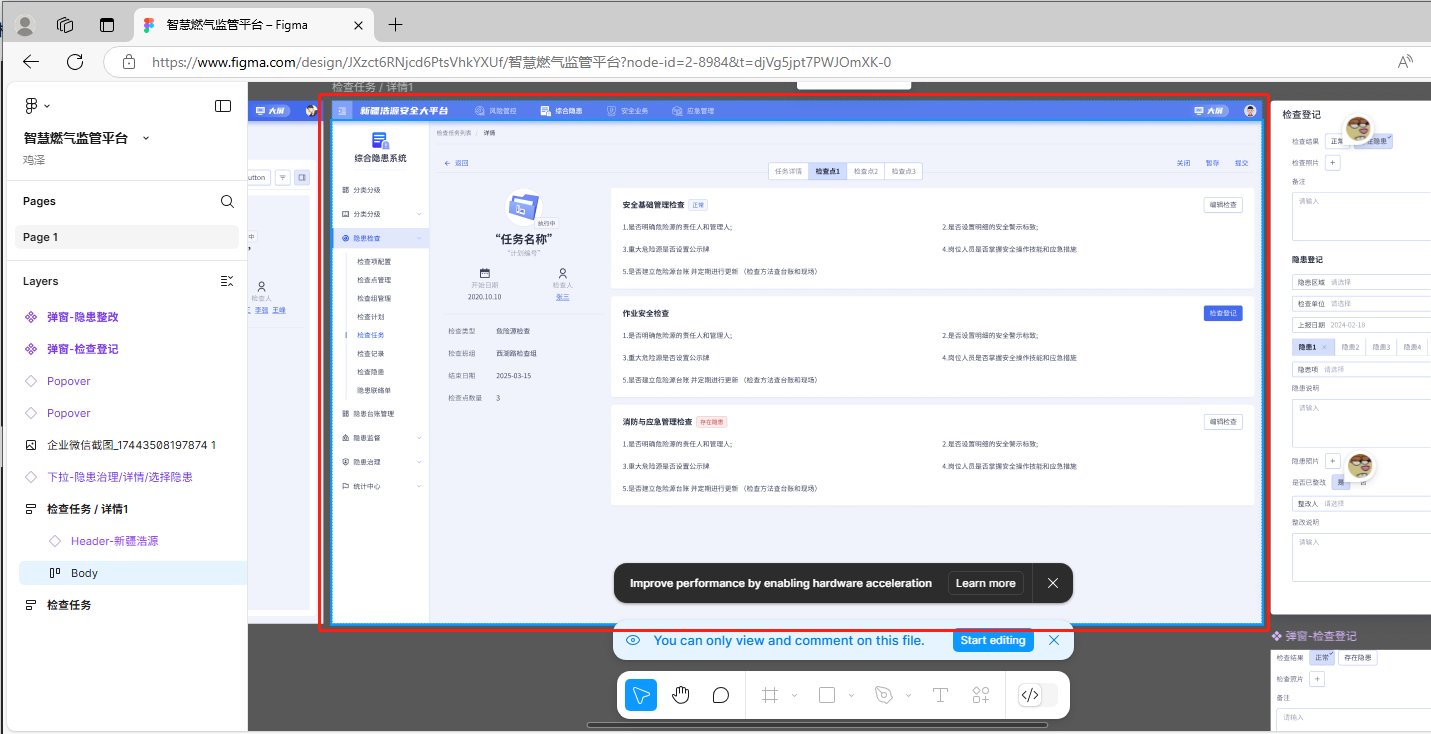 智慧燃气监管平台 – Figma
https://www.figma.com/design/JXzct6RNjcd6PtsVhkYXUf/智慧燃气监管平台?node-id=2-8984&t=djVg5jpt7PWJOmXK-0
智慧燃气监管平台
鸡泽
Pages
Page 1
Layers
弹窗-隐患整改
弹窗-检查登记
Popover
Popover
企业微信截图_17443508197874 1
下拉-隐患治理/详情/选择隐患
检查任务 / 详情1
Header-新疆浩源
Body
检查任务
大屏
utton
中
检查人
李翻 王峰
检查任务 / 详情1
新疆浩源安全大平台 风险管控 综合隐患 安全业务 应急管理 大屏
综合隐患系统
分类分级
分类分级
隐患检查
检查项配置
检查点管理
检查组管理
检查计划
检查任务
检查记录
检查隐患
隐患联络单
隐患台账管理
隐患监督
隐患治理
统计中心
检查任务列表 / 详情
返回
任务详情 检查点1 检查点2 检查点3
关闭 暂存 提交
执行中
“任务名称”
“计划编号”
开始日期 检查人
2020.10.10 张三
检查类型 危险源检查
检查班组 西湖路检查组
结束日期 2025-03-15
检查点数量 3
安全基础管理检查 正常 编辑检查
1.是否明确危险源的责任人和管理人; 2.是否设置明细的安全警示标致;
3.重大危险源是否设置公示牌 4.岗位人员是否掌握安全操作技能和应急措施
5.是否建立危险源台账 并定期进行更新 （检查方法查台账和现场）
作业安全检查 检查登记
1.是否明确危险源的责任人和管理人; 2.是否设置明细的安全警示标致;
3.重大危险源是否设置公示牌 4.岗位人员是否掌握安全操作技能和应急措施
5.是否建立危险源台账 并定期进行更新 （检查方法查台账和现场）
消防与应急管理检查 存在隐患 编辑检查
1.是否明确危险源的责任人和管理人; 2.是否设置明细的安全警示标致;
3.重大危险源是否设置公示牌 4.岗位人员是否掌握安全操作技能和应急措施
5.是否建立危险源台账 并定期进行更新 （检查方法查台账和现场）
Improve performance by enabling hardware acceleration Learn more
You can only view and comment on this file. Start editing
检查登记
检查结果 正常 在隐患
检查照片 +
备注
请输入
隐患登记
隐患区域 请选择
检查单位 请选择
上报日期 2024-02-18
隐患1 × 隐患2 隐患3 隐患4
隐患项 请选择
隐患说明
请输入
隐患照片 +
是否已整改 是 否
整改人 请选择
整改说明
请输入
弹窗-检查登记
检查结果 正常 存在隐患
检查照片 +
备注
请输入